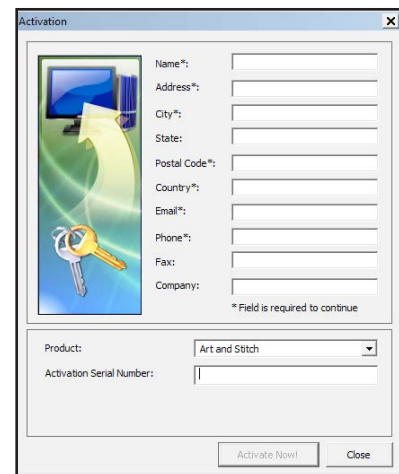 Activation
Name*:
Address*:
City*:
State:
Postal Code*:
Country*:
Email*:
Phone*:
Fax:
Company:
* Field is required to continue
Product: Art and Stitch
Activation Serial Number:
Activate Now! Close